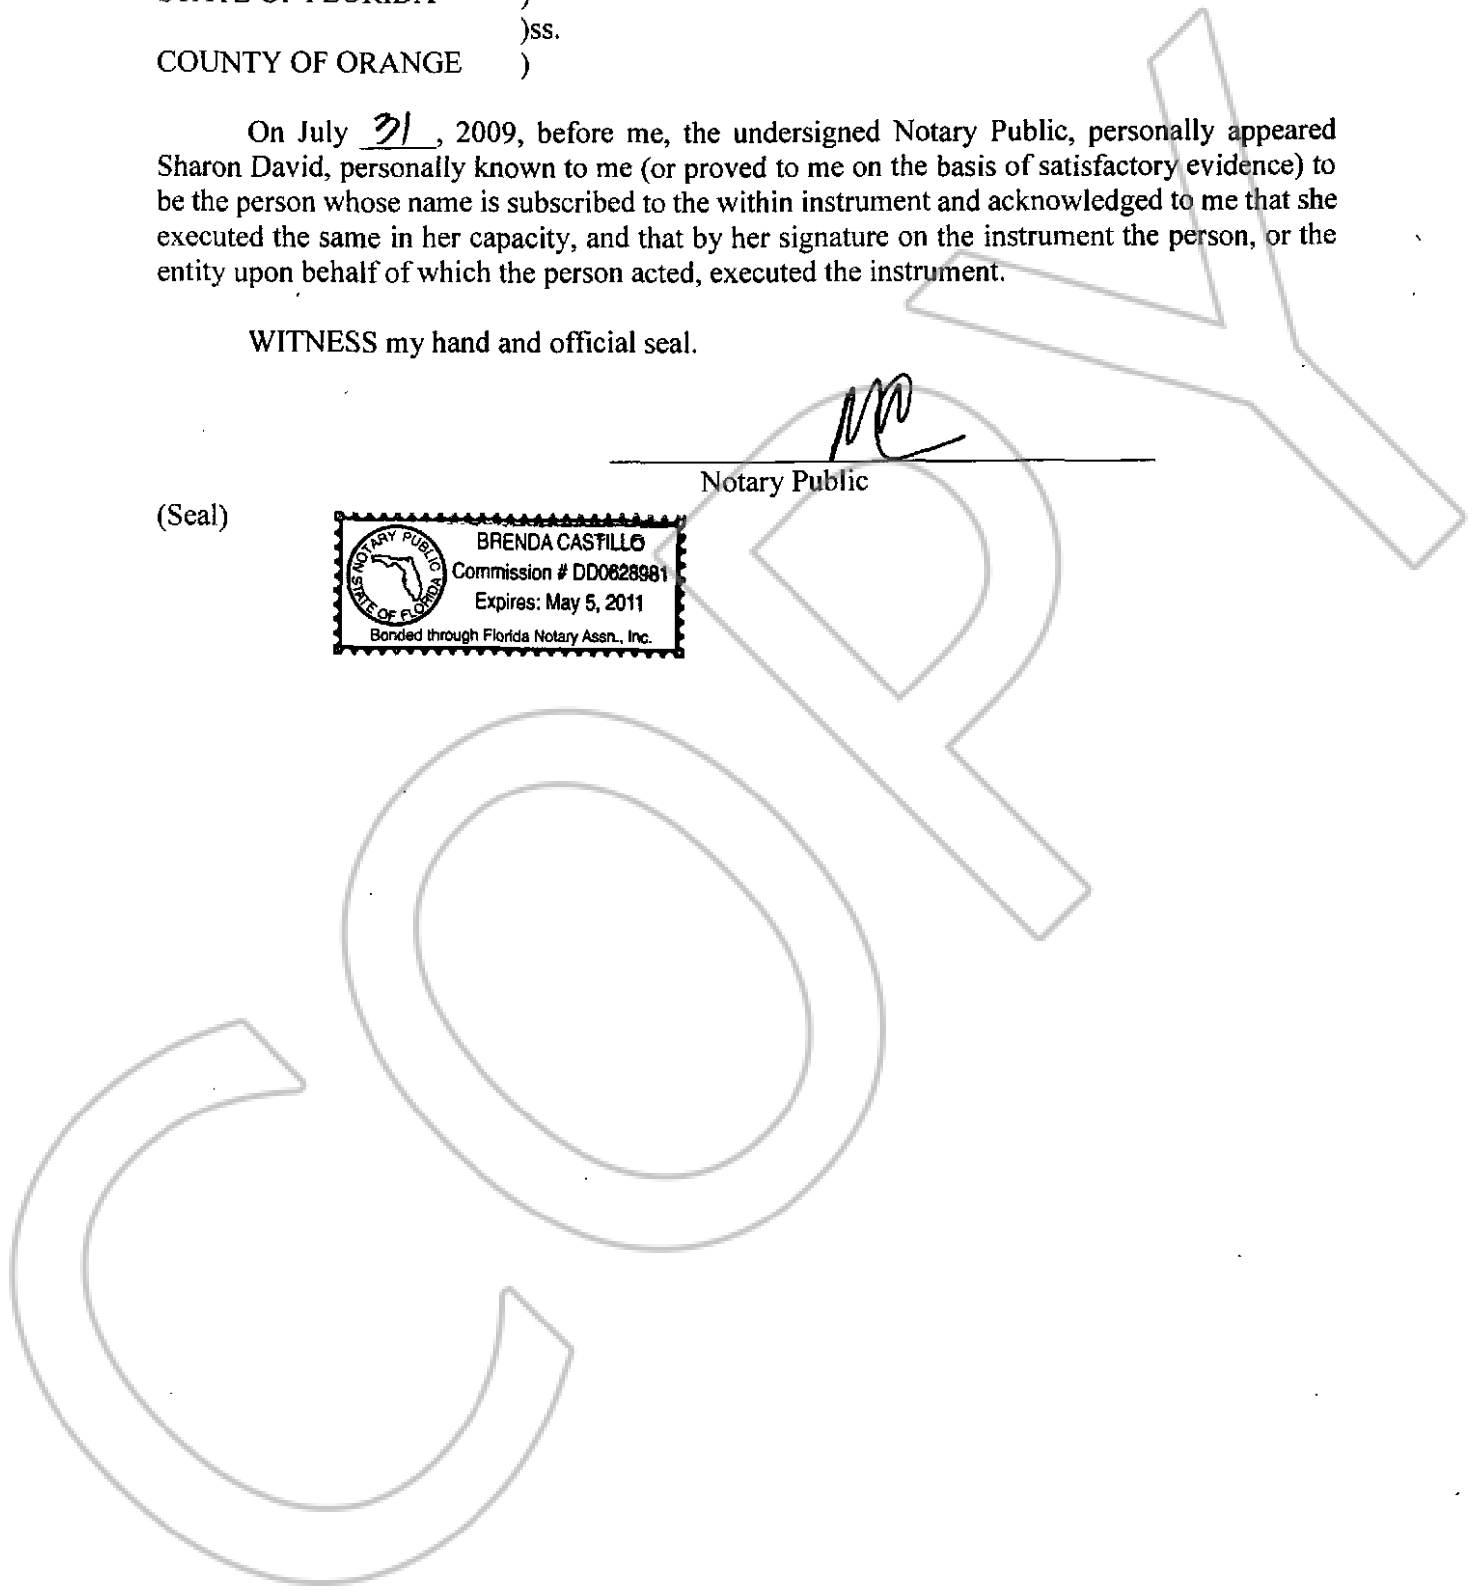 STATE OF FLORIDA )
)ss.
COUNTY OF ORANGE )
On July 31, 2009, before me, the undersigned Notary Public, personally appeared
Sharon David, personally known to me (or proved to me on the basis of satisfactory evidence) to
be the person whose name is subscribed to the within instrument and acknowledged to me that she
executed the same in her capacity, and that by her signature on the instrument the person, or the
entity upon behalf of which the person acted, executed the instrument.
WITNESS my hand and official seal.
Notary Public
(Seal)
NOTARY PUBLIC
STATE OF FLORIDA
BRENDA CASTILLO
Commission # DD0628981
Expires: May 5, 2011
Bonded through Florida Notary Assn., Inc.
COPY